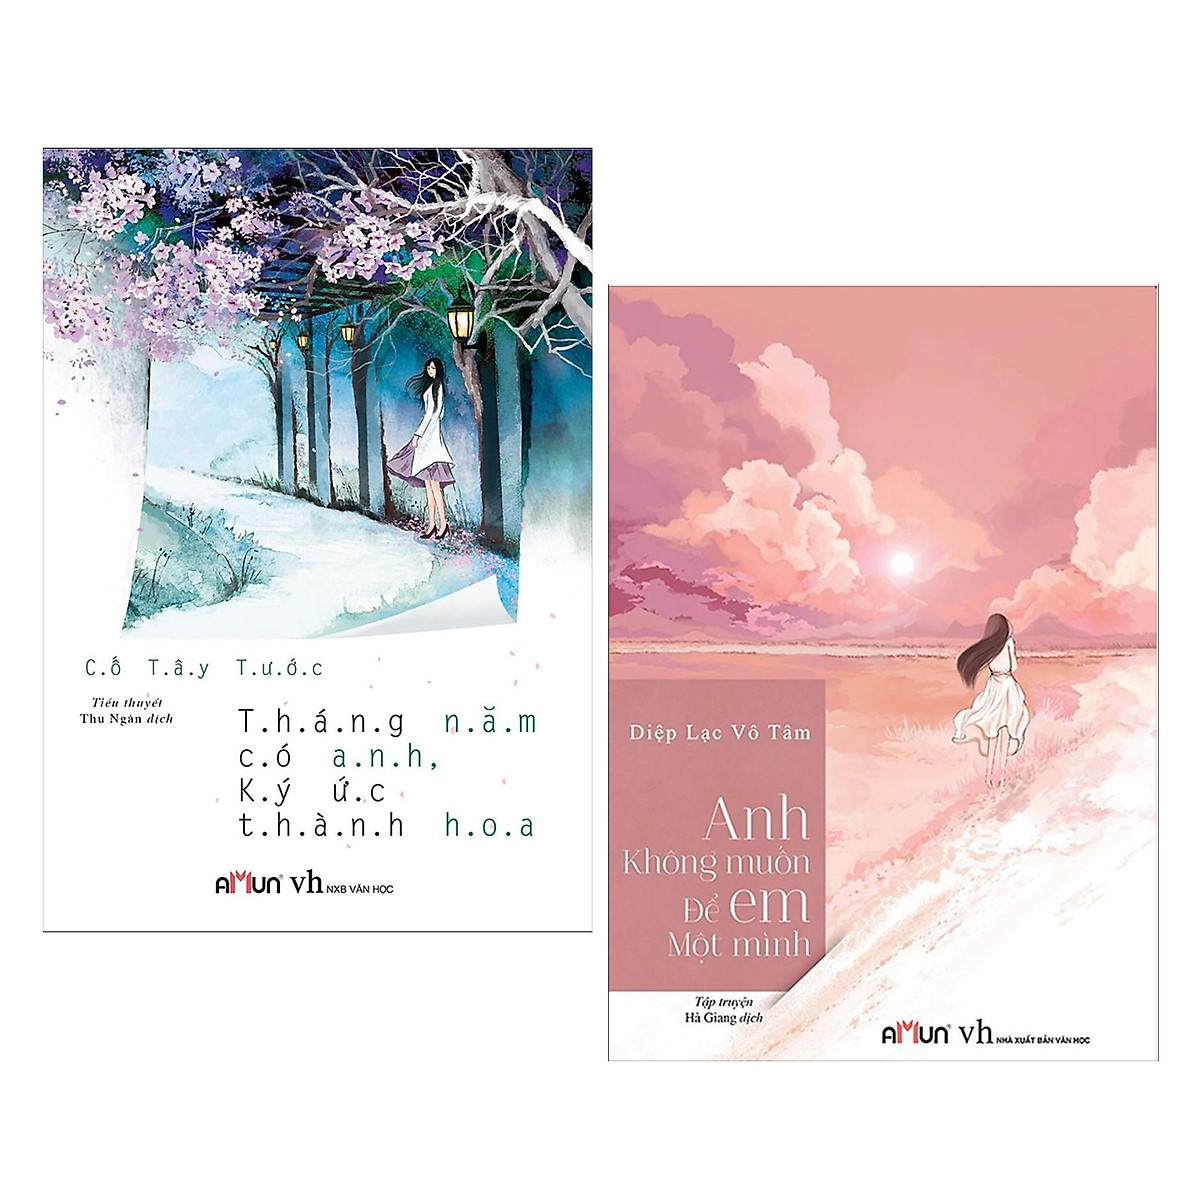 C.ố T.â.y T.ư.ớ.c
Tiểu thuyết
Thu Ngân dịch
T.h.á.n.g n.ă.m
c.ó a.n.h,
K.ý ứ.c
t.h.à.n.h h.o.a
AMUN® vh NXB VĂN HỌC
Diệp Lạc Vô Tâm
Anh
Không muốn
Để em
Một mình
Tập truyện
Hà Giang dịch
AMUN® vh NHÀ XUẤT BẢN VĂN HỌC